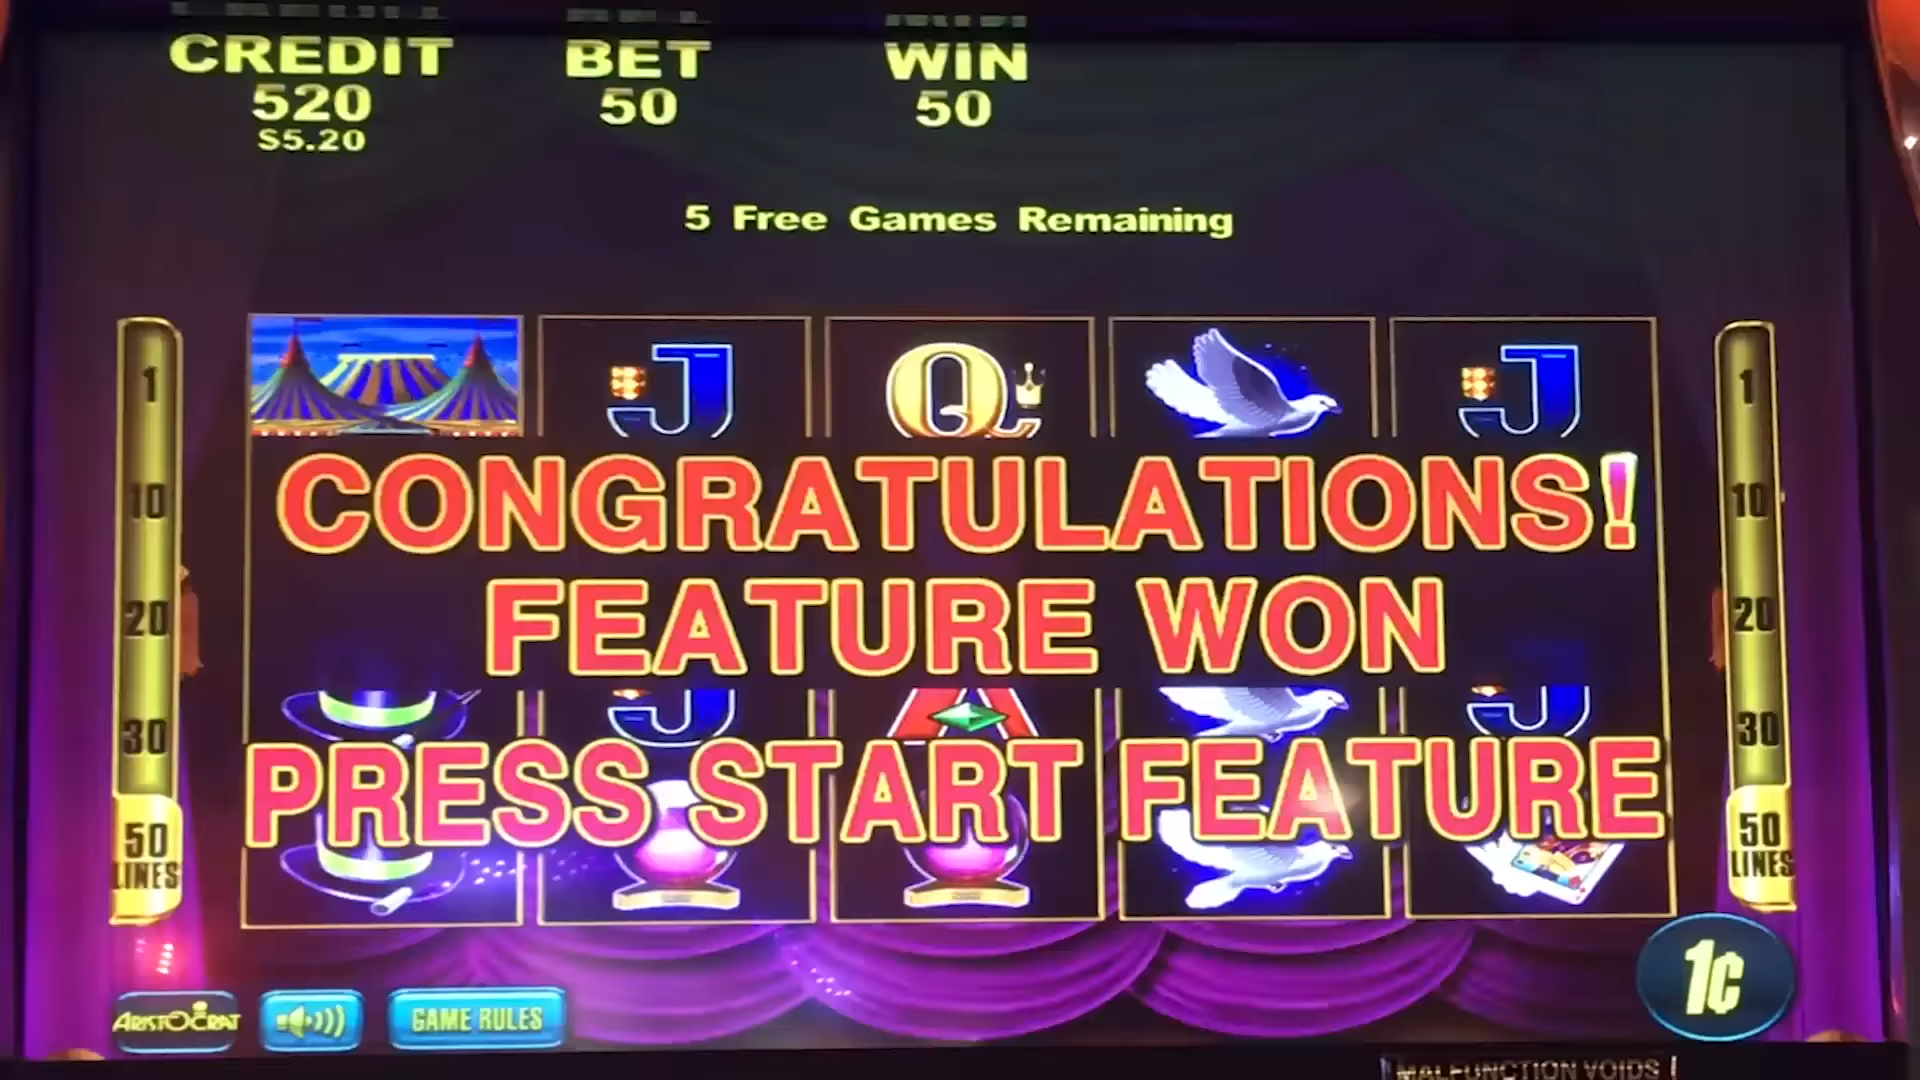 CREDIT BET WIN
520 50 50
$5.20
5 Free Games Remaining
J Q J
1 1
CONGRATULATIONS!
10 10
FEATURE WON
20 20
J A J
30 30
PRESS START FEATURE
50 LINES 50 LINES
1¢
ARISTOCRAT GAME RULES
MALFUNCTION VOIDS